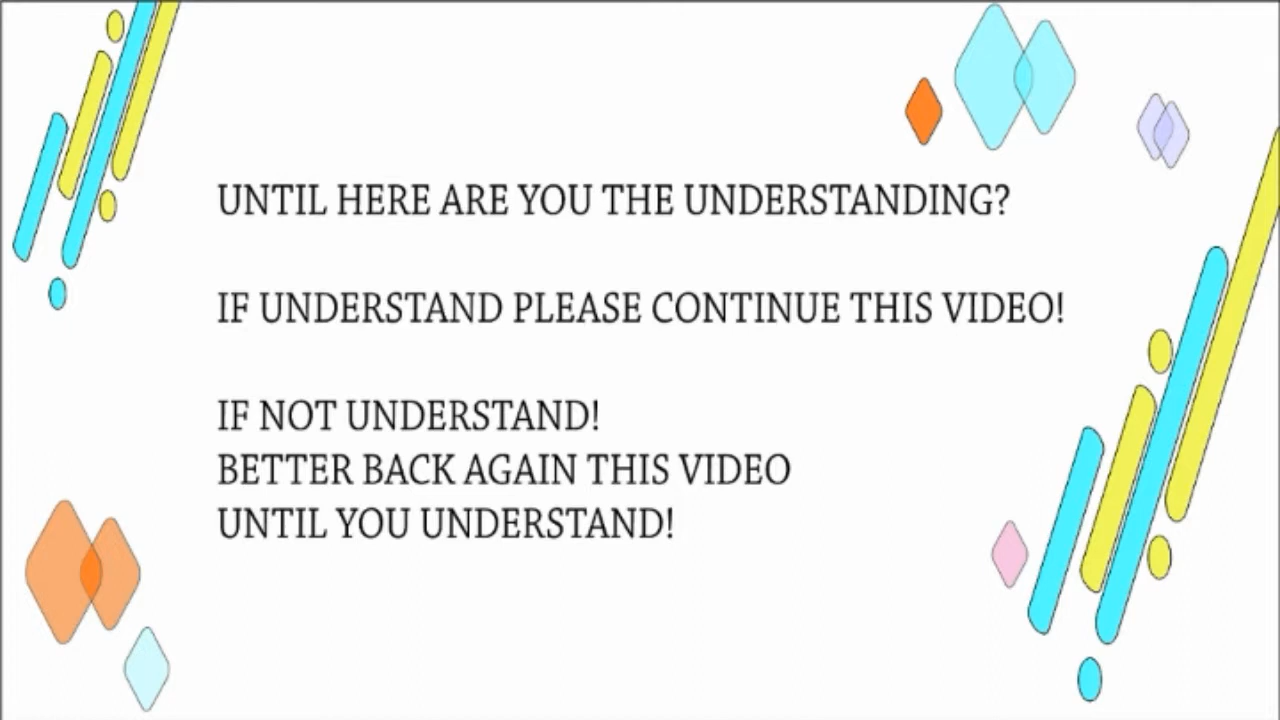 UNTIL HERE ARE YOU THE UNDERSTANDING?
IF UNDERSTAND PLEASE CONTINUE THIS VIDEO!
IF NOT UNDERSTAND!
BETTER BACK AGAIN THIS VIDEO
UNTIL YOU UNDERSTAND!